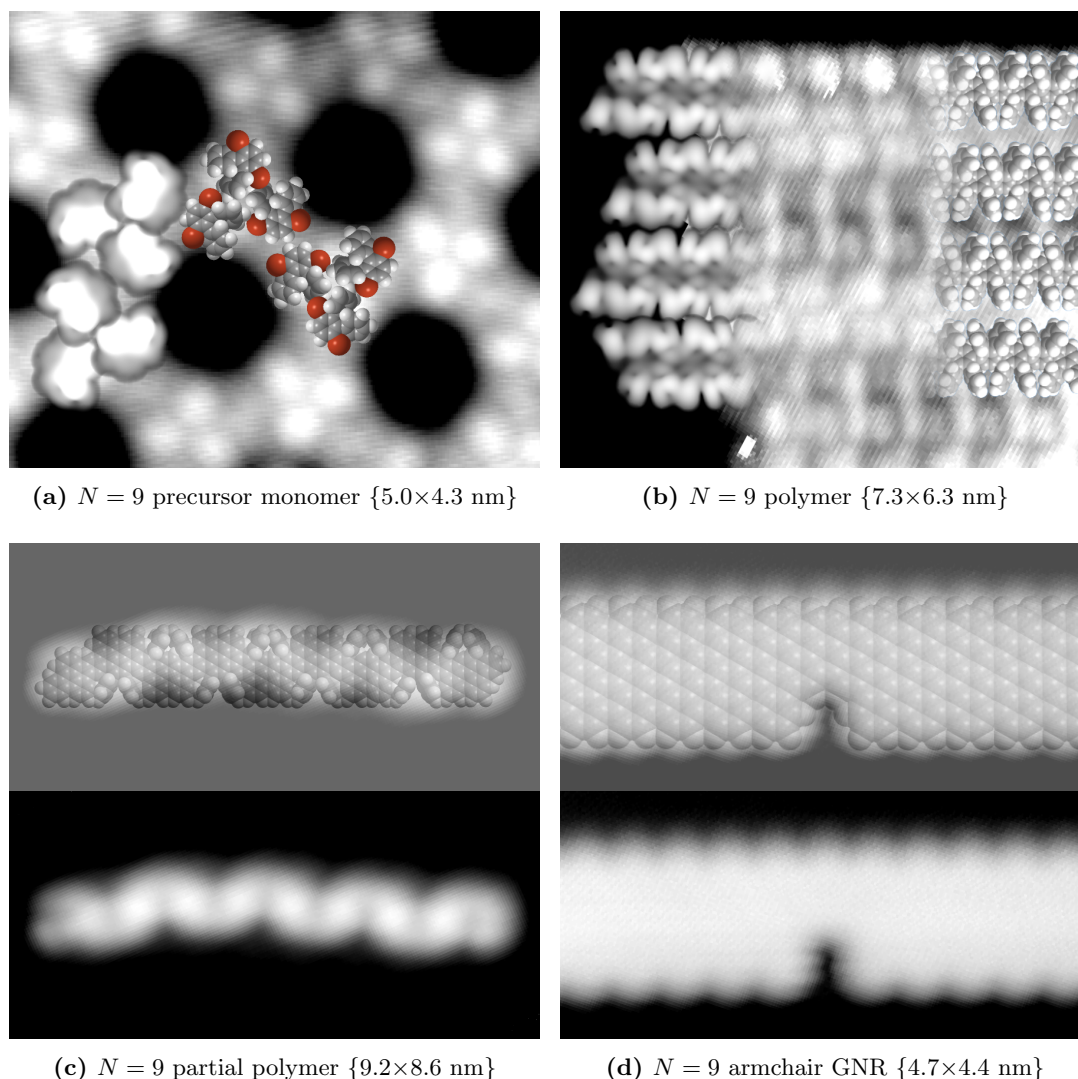 (a) N = 9 precursor monomer {5.0×4.3 nm}
(b) N = 9 polymer {7.3×6.3 nm}
(c) N = 9 partial polymer {9.2×8.6 nm}
(d) N = 9 armchair GNR {4.7×4.4 nm}